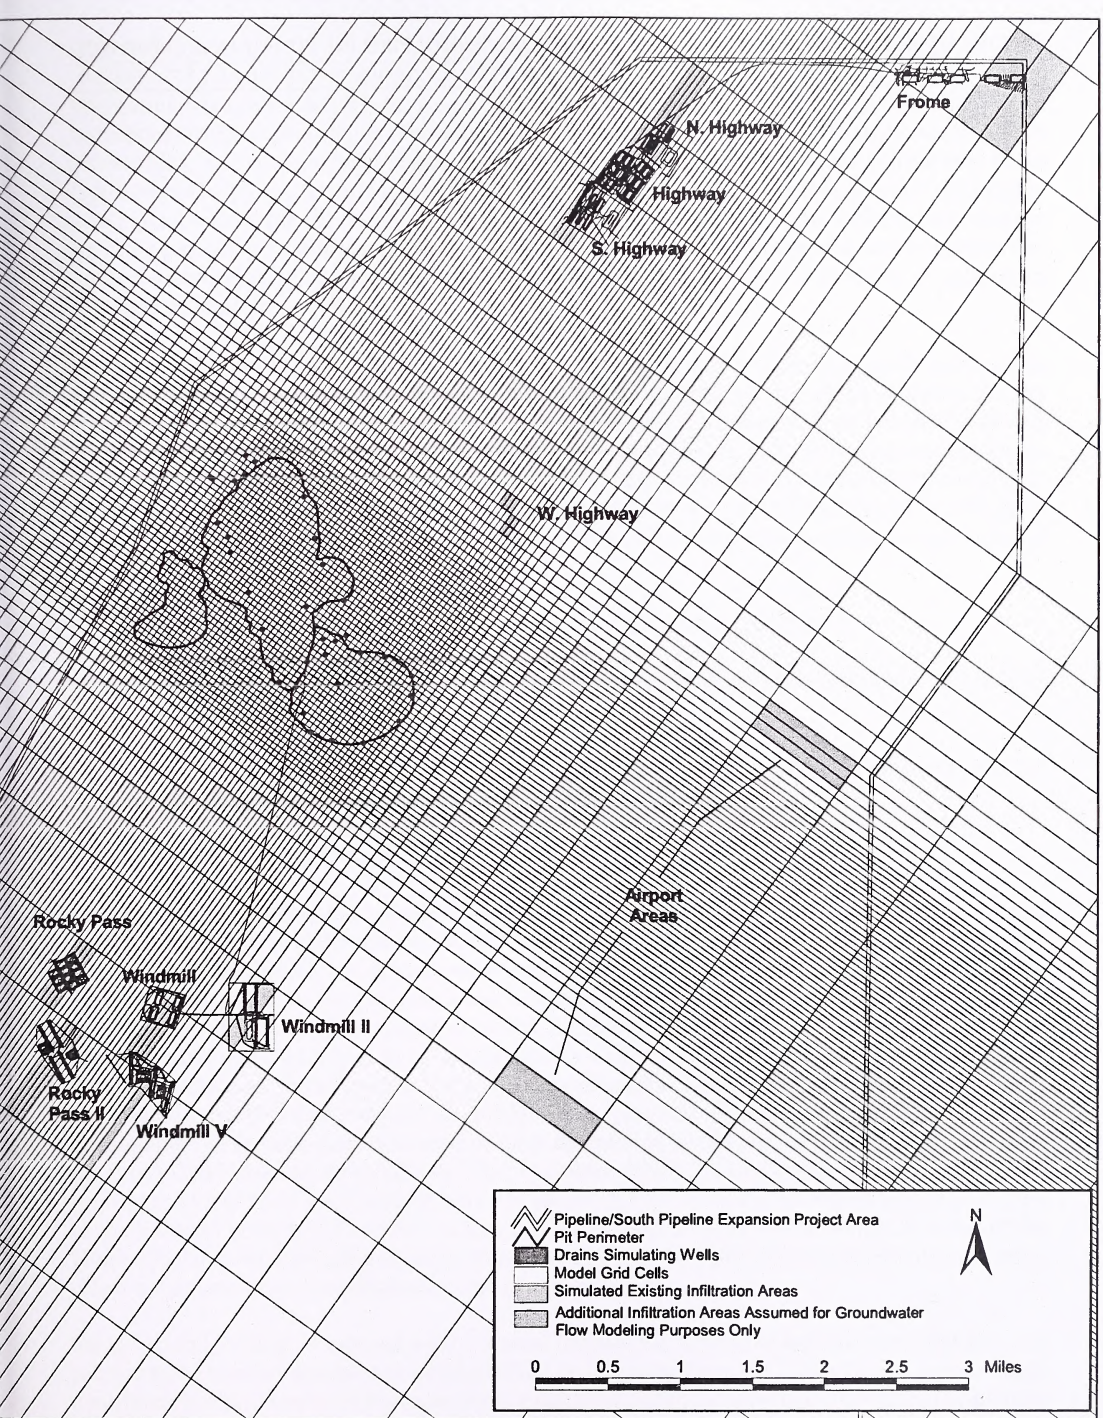 Frome
N. Highway
Highway
S. Highway
W. Highway
Airport
Areas
Rocky Pass
Windmill
Windmill II
Rocky
Pass II
Windmill V
Pipeline/South Pipeline Expansion Project Area
Pit Perimeter
Drains Simulating Wells
Model Grid Cells
Simulated Existing Infiltration Areas
Additional Infiltration Areas Assumed for Groundwater
Flow Modeling Purposes Only
N
0 0.5 1 1.5 2 2.5 3 Miles